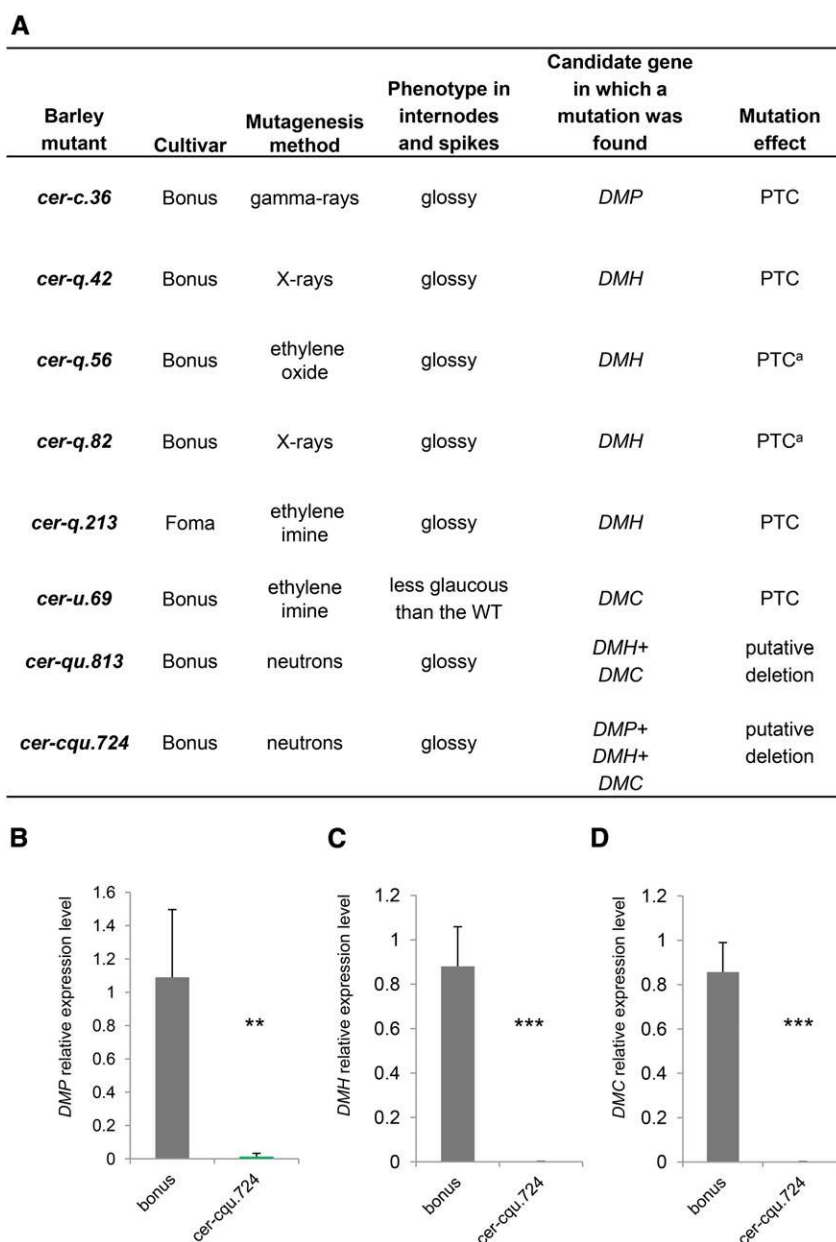 A
Barley mutant Cultivar Mutagenesis method Phenotype in internodes and spikes Candidate gene in which a mutation was found Mutation effect
cer-c.36 Bonus gamma-rays glossy DMP PTC
cer-q.42 Bonus X-rays glossy DMH PTC
cer-q.56 Bonus ethylene oxide glossy DMH PTCᵃ
cer-q.82 Bonus X-rays glossy DMH PTCᵃ
cer-q.213 Foma ethylene imine glossy DMH PTC
cer-u.69 Bonus ethylene imine less glaucous than the WT DMC PTC
cer-qu.813 Bonus neutrons glossy DMH+ DMC putative deletion
cer-cqu.724 Bonus neutrons glossy DMP+ DMH+ DMC putative deletion
B
DMP relative expression level
1.6
1.4
1.2
1
0.8
0.6
0.4
0.2
0
**
bonus
cer-cqu.724
C
DMH relative expression level
1.2
1
0.8
0.6
0.4
0.2
0
***
bonus
cer-cqu.724
D
DMC relative expression level
1.2
1
0.8
0.6
0.4
0.2
0
***
bonus
cer-cqu.724